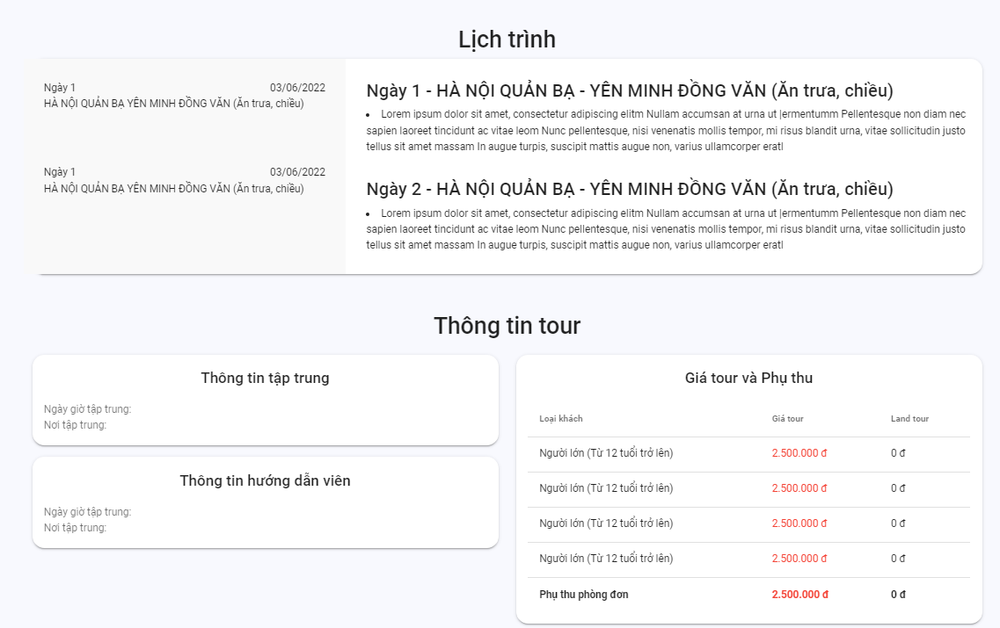 Lịch trình
Ngày 1 03/06/2022
HÀ NỘI QUẢN BẠ YÊN MINH ĐỒNG VĂN (Ăn trưa, chiều)
Ngày 1 03/06/2022
HÀ NỘI QUẢN BẠ YÊN MINH ĐỒNG VĂN (Ăn trưa, chiều)
Ngày 1 - HÀ NỘI QUẢN BẠ - YÊN MINH ĐỒNG VĂN (Ăn trưa, chiều)
• Lorem ipsum dolor sit amet, consectetur adipiscing elitm Nullam accumsan at urna ut |ermentumm Pellentesque non diam nec
sapien laoreet tincidunt ac vitae leom Nunc pellentesque, nisi venenatis mollis tempor, mi risus blandit urna, vitae sollicitudin justo
tellus sit amet massam In augue turpis, suscipit mattis augue non, varius ullamcorper eratl
Ngày 2 - HÀ NỘI QUẢN BẠ - YÊN MINH ĐỒNG VĂN (Ăn trưa, chiều)
• Lorem ipsum dolor sit amet, consectetur adipiscing elitm Nullam accumsan at urna ut |ermentumm Pellentesque non diam nec
sapien laoreet tincidunt ac vitae leom Nunc pellentesque, nisi venenatis mollis tempor, mi risus blandit urna, vitae sollicitudin justo
tellus sit amet massam In augue turpis, suscipit mattis augue non, varius ullamcorper eratl
Thông tin tour
Thông tin tập trung
Ngày giờ tập trung:
Nơi tập trung:
Thông tin hướng dẫn viên
Ngày giờ tập trung:
Nơi tập trung:
Giá tour và Phụ thu
Loại khách Giá tour Land tour
Người lớn (Từ 12 tuổi trở lên) 2.500.000 đ 0 đ
Người lớn (Từ 12 tuổi trở lên) 2.500.000 đ 0 đ
Người lớn (Từ 12 tuổi trở lên) 2.500.000 đ 0 đ
Người lớn (Từ 12 tuổi trở lên) 2.500.000 đ 0 đ
Phụ thu phòng đơn 2.500.000 đ 0 đ